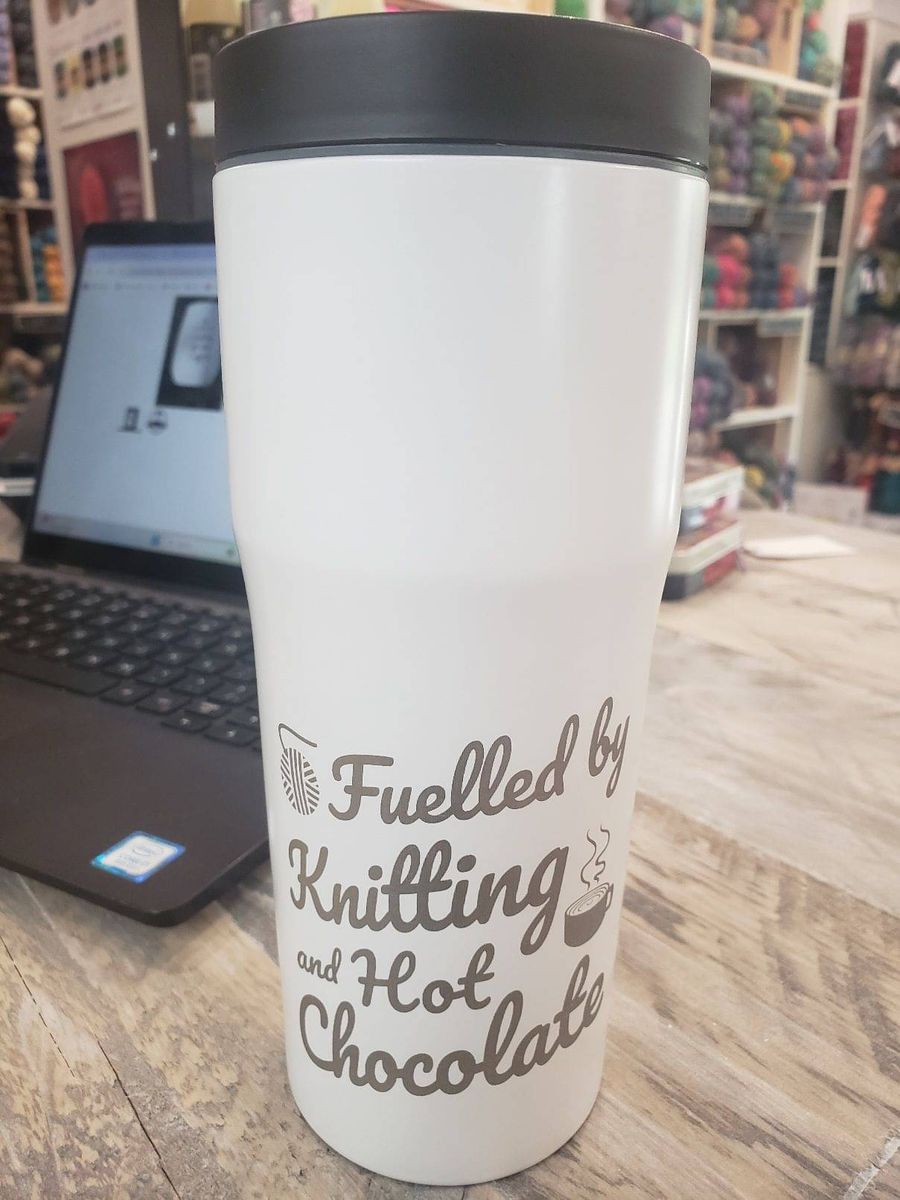 Fuelled by
Knitting
and Hot
Chocolate